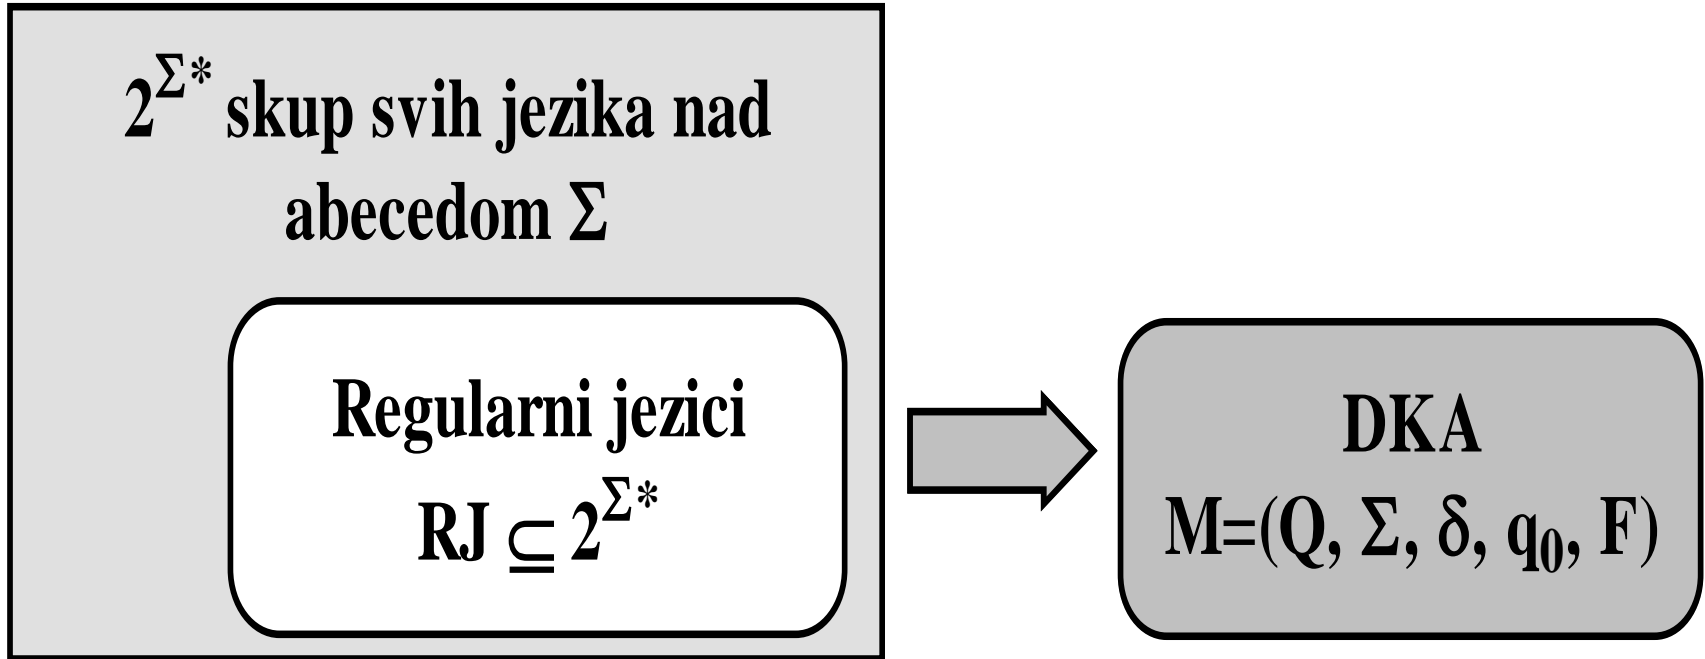 2^Σ* skup svih jezika nad
abecedom Σ
Regularni jezici
RJ ⊆ 2^Σ*
DKA
M=(Q, Σ, δ, q₀, F)